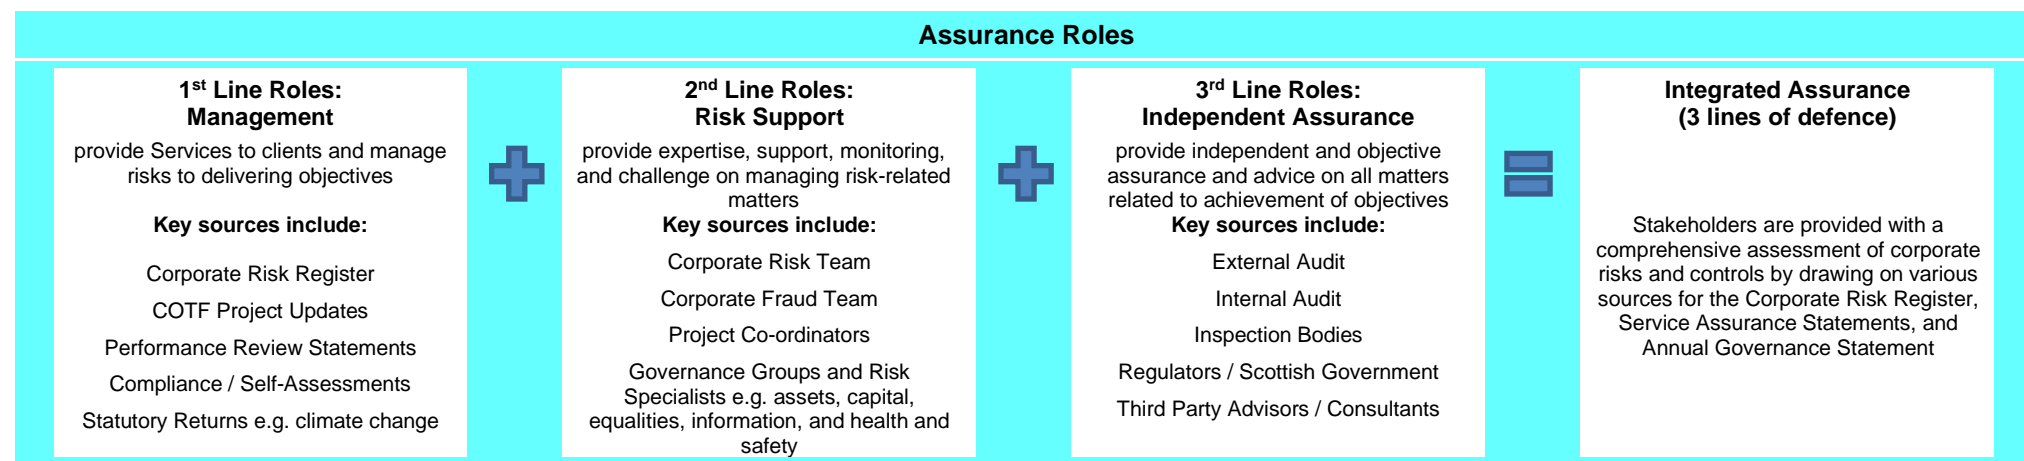 Assurance Roles
1st Line Roles:
Management
provide Services to clients and manage
risks to delivering objectives
Key sources include:
Corporate Risk Register
COTF Project Updates
Performance Review Statements
Compliance / Self-Assessments
Statutory Returns e.g. climate change
2nd Line Roles:
Risk Support
provide expertise, support, monitoring,
and challenge on managing risk-related
matters
Key sources include:
Corporate Risk Team
Corporate Fraud Team
Project Co-ordinators
Governance Groups and Risk
Specialists e.g. assets, capital,
equalities, information, and health and
safety
3rd Line Roles:
Independent Assurance
provide independent and objective
assurance and advice on all matters
related to achievement of objectives
Key sources include:
External Audit
Internal Audit
Inspection Bodies
Regulators / Scottish Government
Third Party Advisors / Consultants
Integrated Assurance
(3 lines of defence)
Stakeholders are provided with a
comprehensive assessment of corporate
risks and controls by drawing on various
sources for the Corporate Risk Register,
Service Assurance Statements, and
Annual Governance Statement